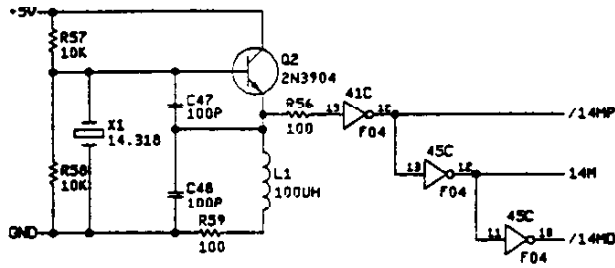 +5V
R57
10K
Q2
2N3904
C47
100P
R56
100
13
41C
12
F04
/14MP
X1
14.318
45C
13
12
F04
14M
R58
10K
L1
100UH
C48
100P
R59
100
GND
45C
11
10
F04
/14MD